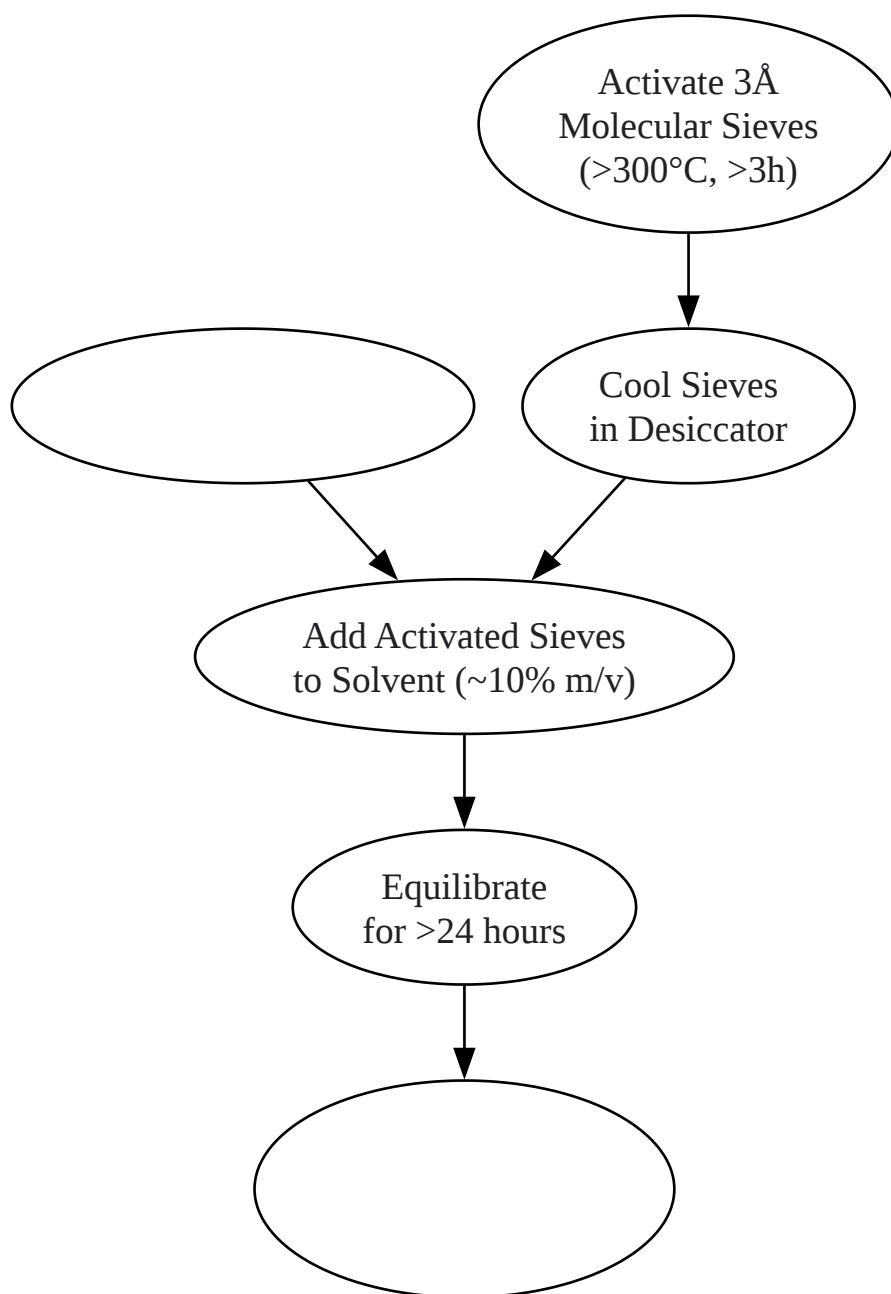 Activate 3Å
Molecular Sieves
(>300°C, >3h)
Cool Sieves
in Desiccator
Add Activated Sieves
to Solvent (~10% m/v)
Equilibrate
for >24 hours